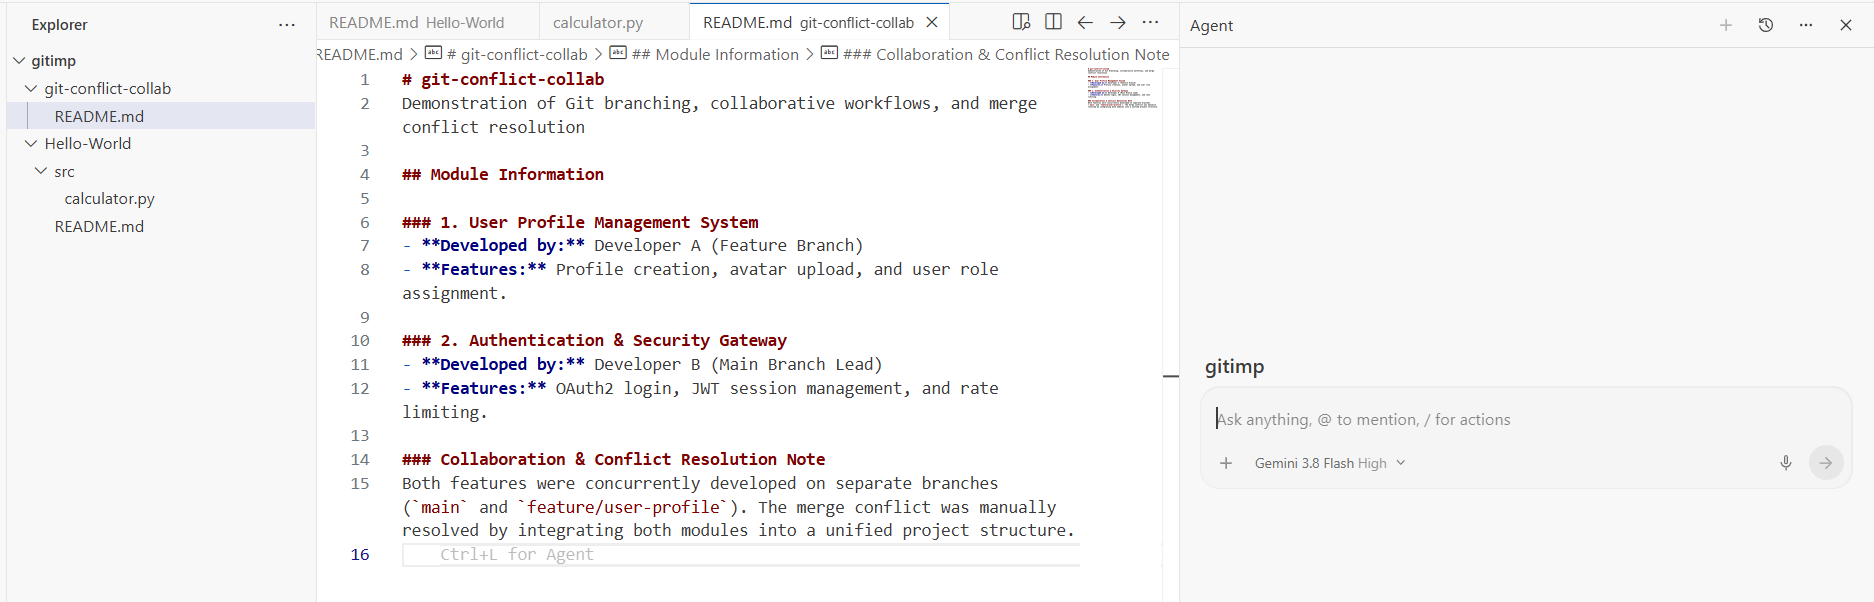 Explorer
gitimp
git-conflict-collab
README.md
Hello-World
src
calculator.py
README.md
README.md Hello-World
calculator.py
README.md git-conflict-collab
README.md > # git-conflict-collab > ## Module Information > ### Collaboration & Conflict Resolution Note
1 # git-conflict-collab
2 Demonstration of Git branching, collaborative workflows, and merge
conflict resolution
3
4 ## Module Information
5
6 ### 1. User Profile Management System
7 - **Developed by:** Developer A (Feature Branch)
8 - **Features:** Profile creation, avatar upload, and user role
assignment.
9
10 ### 2. Authentication & Security Gateway
11 - **Developed by:** Developer B (Main Branch Lead)
12 - **Features:** OAuth2 login, JWT session management, and rate
limiting.
13
14 ### Collaboration & Conflict Resolution Note
15 Both features were concurrently developed on separate branches
(`main` and `feature/user-profile`). The merge conflict was manually
resolved by integrating both modules into a unified project structure.
16 Ctrl+L for Agent
Agent
gitimp
Ask anything, @ to mention, / for actions
Gemini 3.8 Flash High